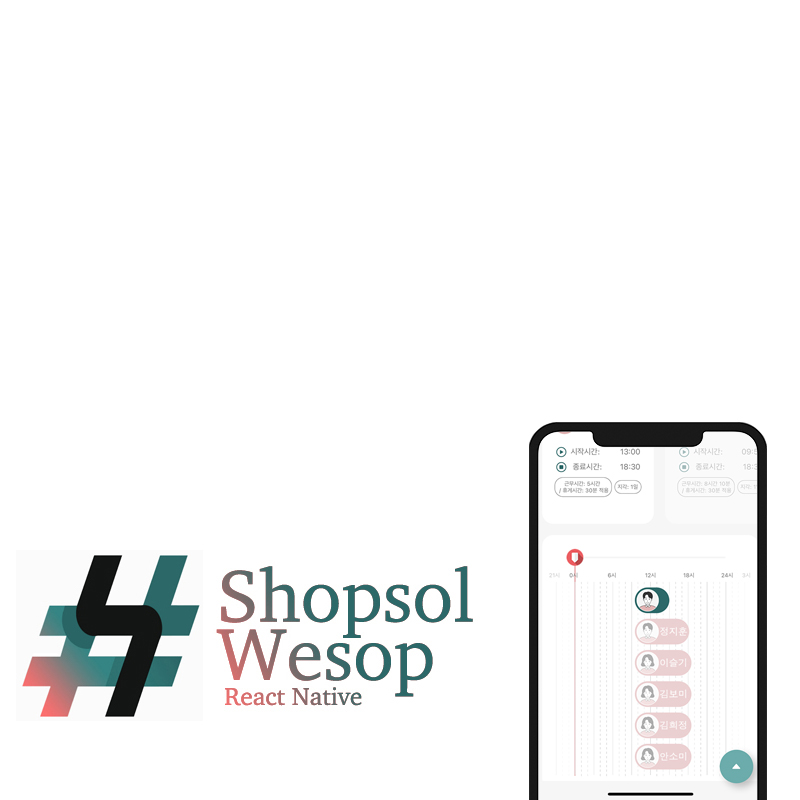 Shopsol
Wesop
React Native
시작시간: 13:00
종료시간: 18:30
근무시간: 5시간
/ 휴게시간: 30분 적용
지각: 1일
시작시간:
종료시간:
근무시간: 8시간 10분
/ 휴게시간: 30분 적용
21시 0시 6시 12시 18시 24시 3시
장지훈
이슬기
김보미
김희정
안소미